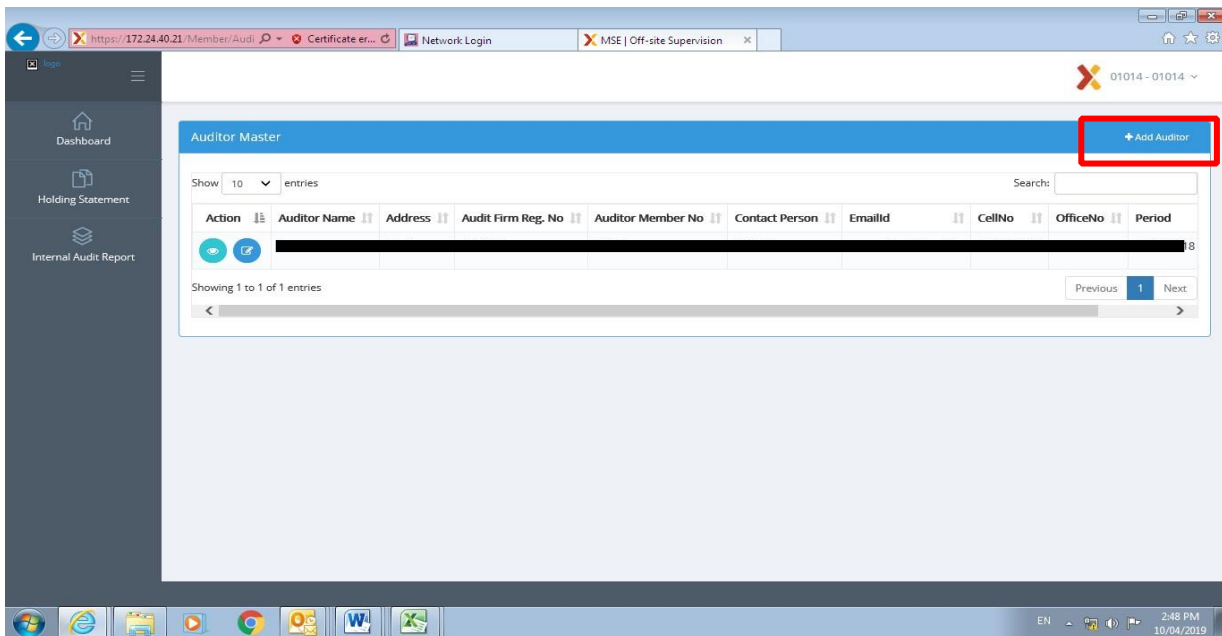 https://172.24.40.21/Member/Audi Certificate er... Network Login MSE | Off-site Supervision
logo
01014 - 01014
Dashboard
Holding Statement
Internal Audit Report
Auditor Master
Add Auditor
Show 10 entries
Search:
Action Auditor Name Address Audit Firm Reg. No Auditor Member No Contact Person EmailId CellNo OfficeNo Period
18
Showing 1 to 1 of 1 entries
Previous 1 Next
EN 2:48 PM
10/04/2019